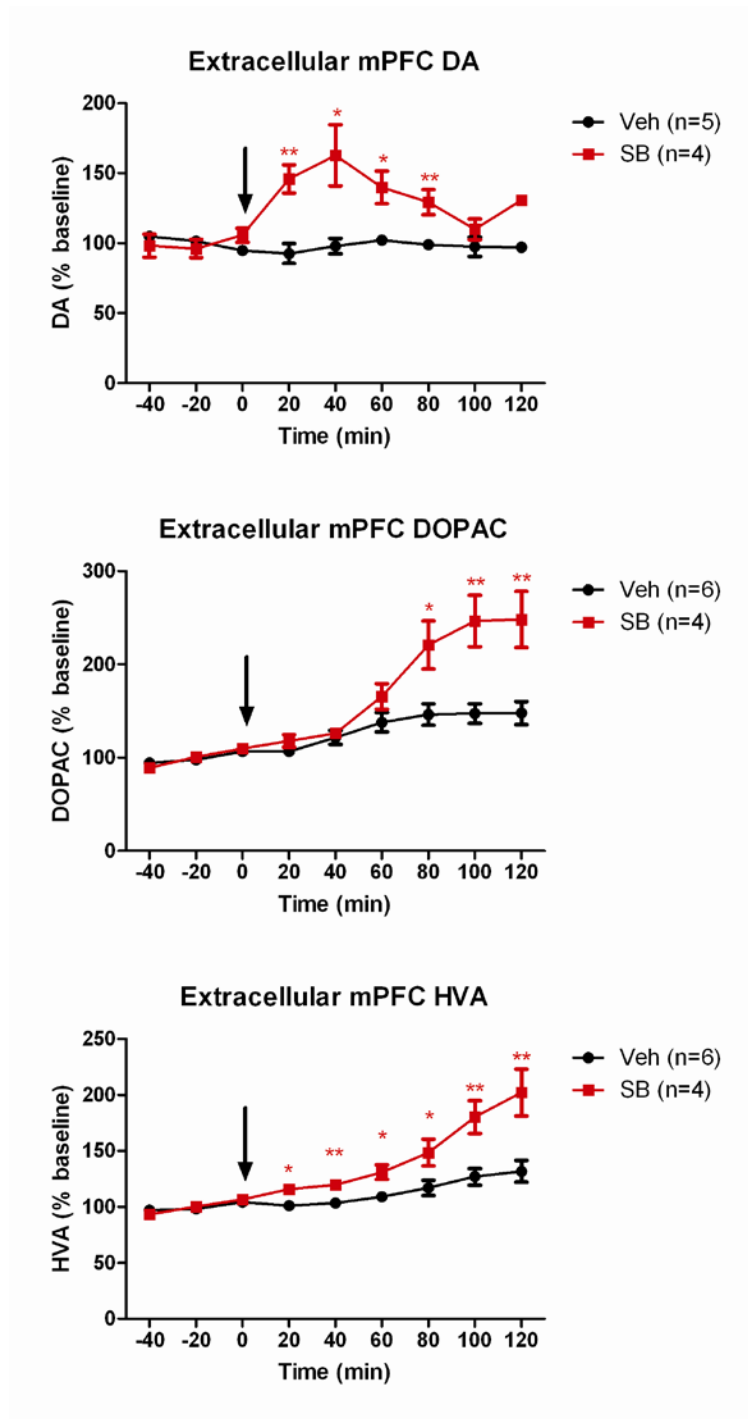 Extracellular mPFC DA
200
150
100
50
0
DA (% baseline)
** * * **
-40 -20 0 20 40 60 80 100 120
Time (min)
Veh (n=5)
SB (n=4)
Extracellular mPFC DOPAC
300
200
100
0
DOPAC (% baseline)
* ** **
-40 -20 0 20 40 60 80 100 120
Time (min)
Veh (n=6)
SB (n=4)
Extracellular mPFC HVA
250
200
150
100
50
0
HVA (% baseline)
* ** * * ** **
-40 -20 0 20 40 60 80 100 120
Time (min)
Veh (n=6)
SB (n=4)